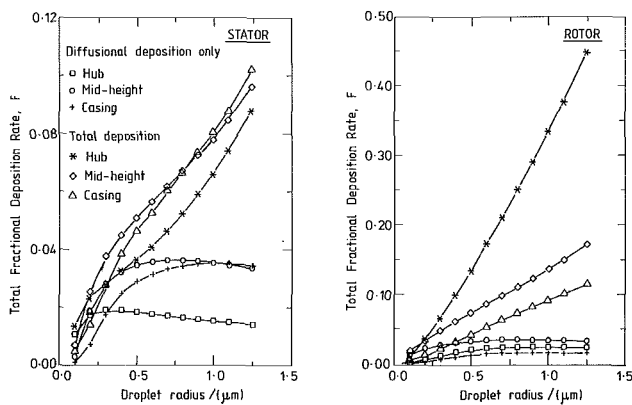 0·12
0·08
0·04
0·00
Total Fractional Deposition Rate, F
STATOR
Diffusional deposition only
Hub
Mid-height
Casing
Total deposition
Hub
Mid-height
Casing
0·0 0·5 1·0 1·5
Droplet radius/(μm)
0·50
0·40
0·30
0·20
0·10
0·00
Total Fractional Deposition Rate, F
ROTOR
0·0 0·5 1·0 1·5
Droplet radius/(μm)